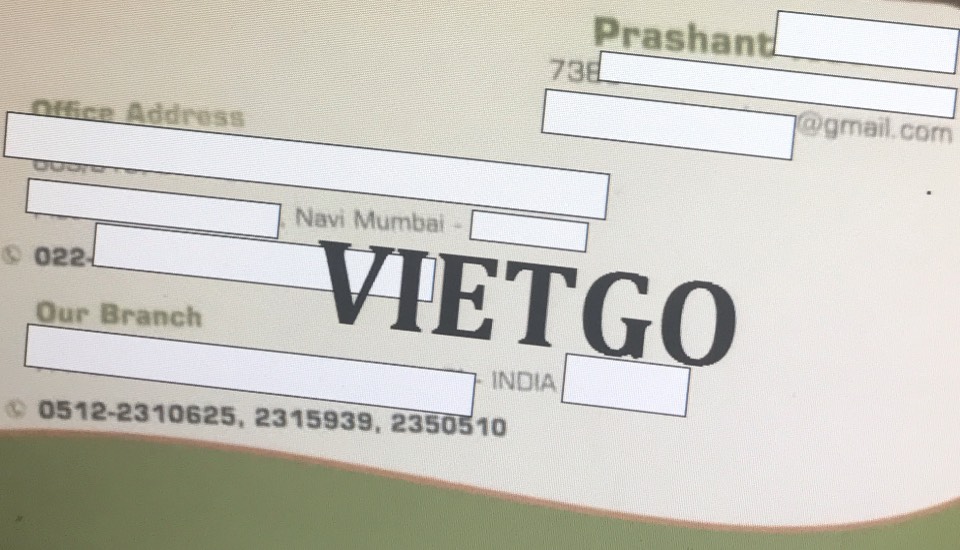 Prashant
738
@gmail.com
Office Address
, Navi Mumbai -
022-
VIETGO
Our Branch
- INDIA
0512-2310625, 2315939, 2350510